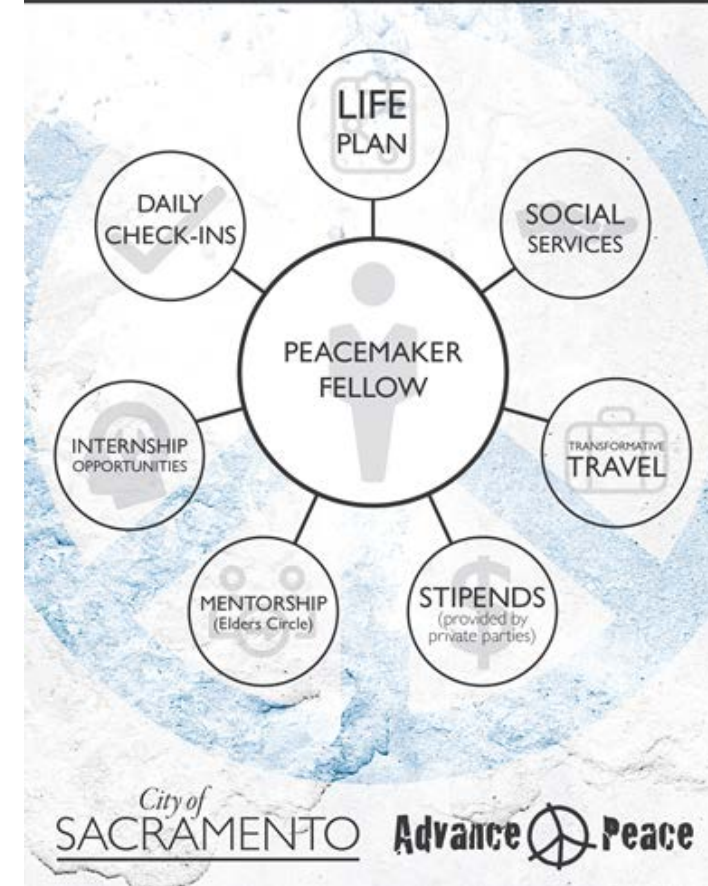 LIFE
PLAN
SOCIAL
SERVICES
TRANSFORMATIVE
TRAVEL
STIPENDS
(provided by
private parties)
MENTORSHIP
(Elders Circle)
INTERNSHIP
OPPORTUNITIES
DAILY
CHECK-INS
PEACEMAKER
FELLOW
City of
SACRAMENTO
Advance Peace